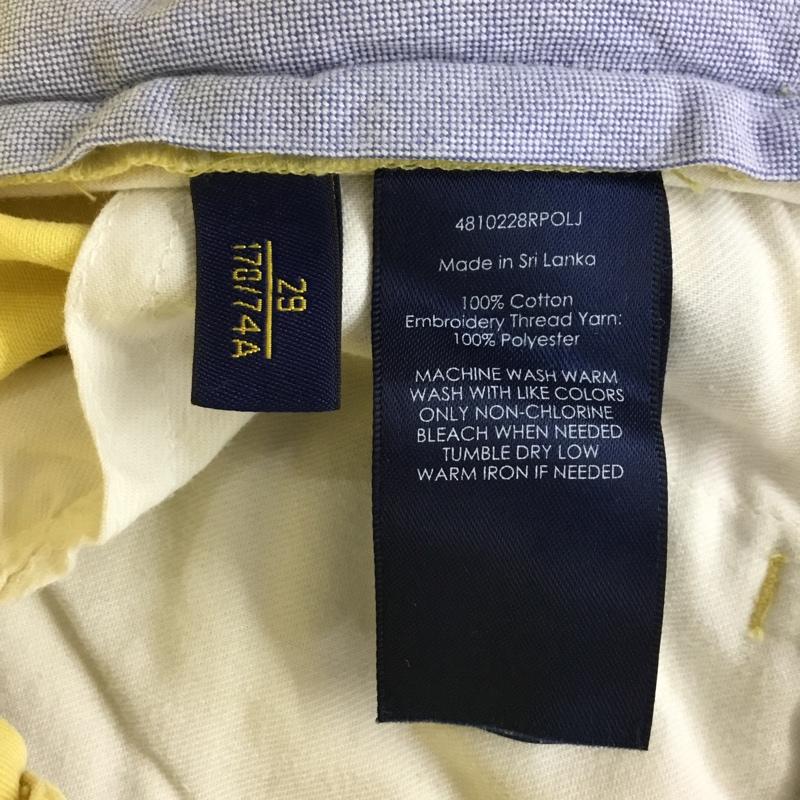 29
170/74A
4810228RPOLJ
Made in Sri Lanka
100% Cotton
Embroidery Thread Yarn:
100% Polyester
MACHINE WASH WARM
WASH WITH LIKE COLORS
ONLY NON-CHLORINE
BLEACH WHEN NEEDED
TUMBLE DRY LOW
WARM IRON IF NEEDED